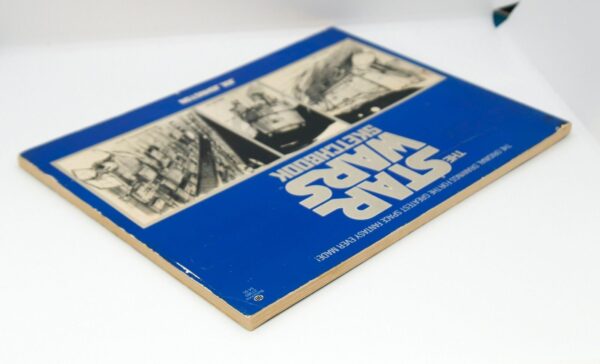 THE ORIGINAL DRAWINGS FOR THE GREATEST SPACE FANTASY EVER MADE!
THE
STAR
WARS
SKETCHBOOK
JOE JOHNSTON